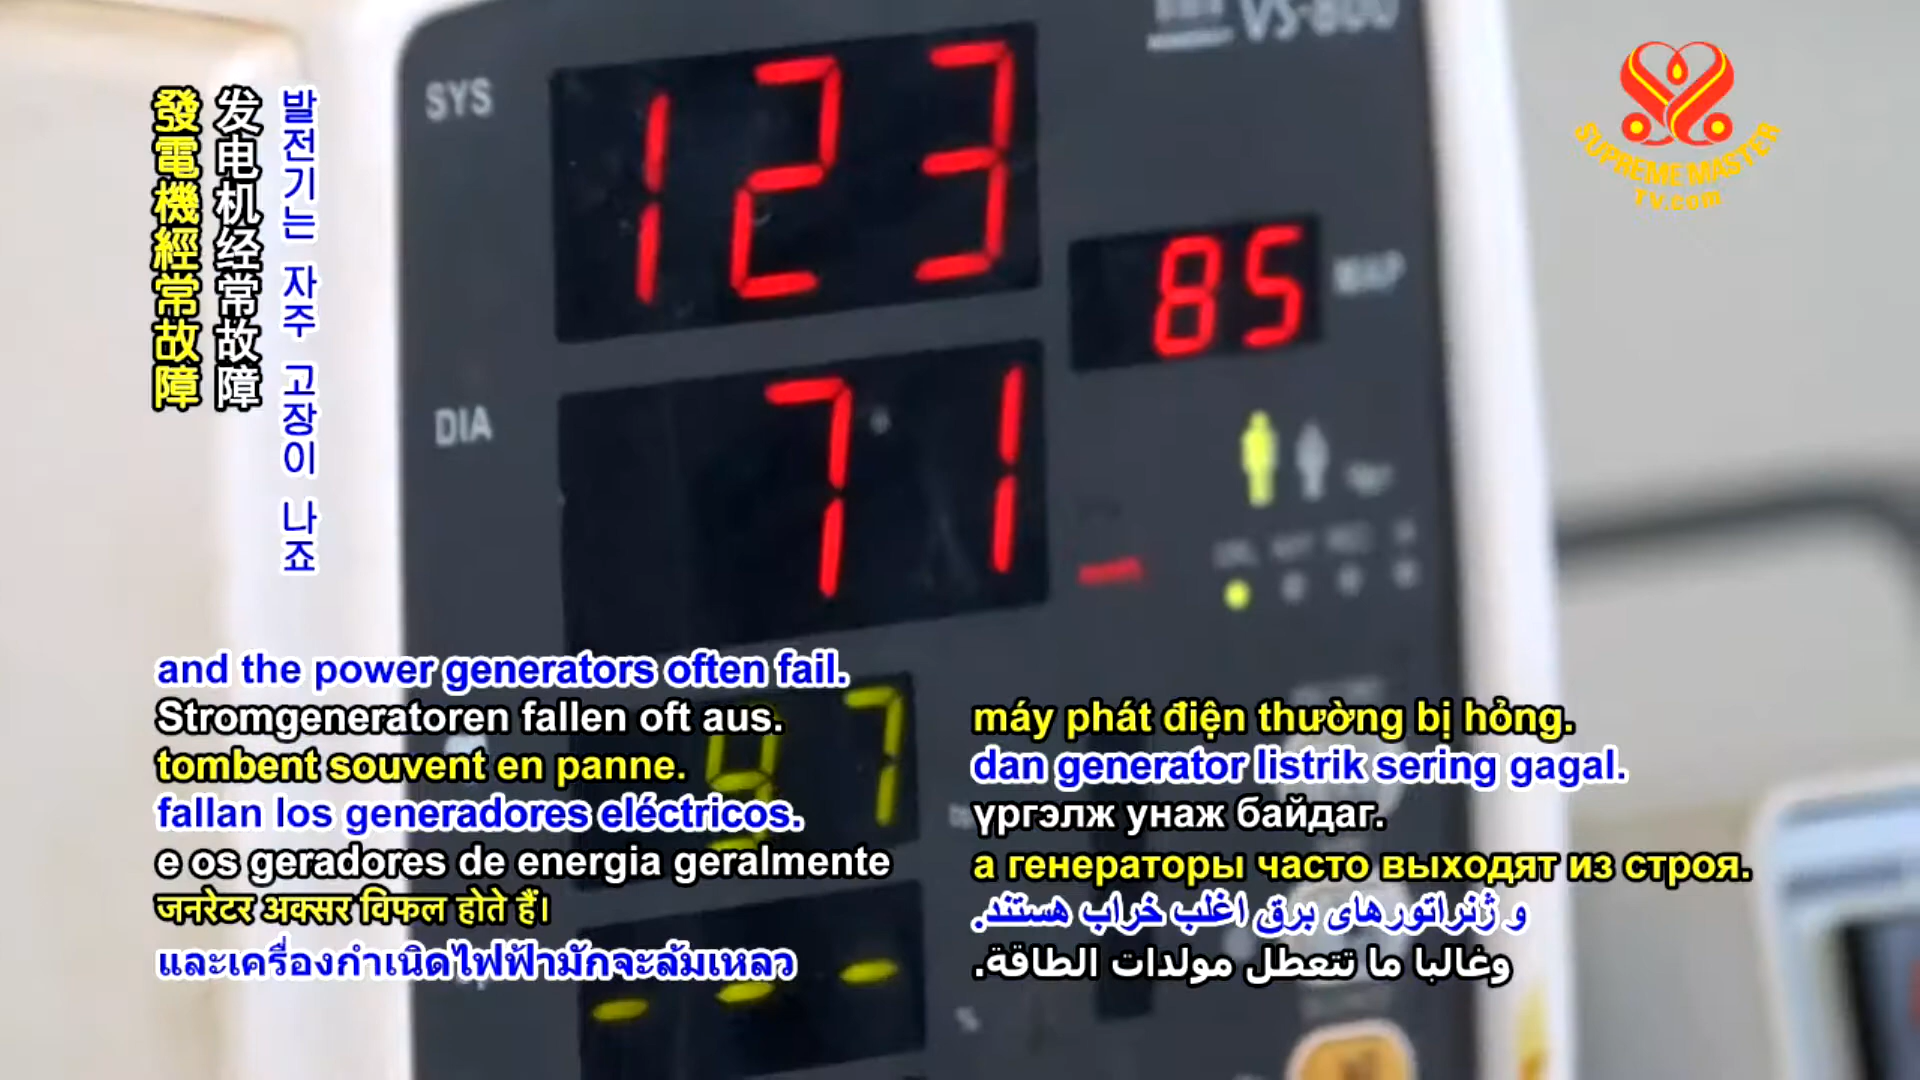 發電機經常故障
发电机经常故障
발전기는 자주 고장이 나죠
SYS
123
VS-800
SUPREME MASTER
TV.com
85
MAP
DIA
71
and the power generators often fail.
Stromgeneratoren fallen oft aus.
tombent souvent en panne.
fallan los generadores eléctricos.
e os geradores de energia geralmente
जनरेटर अक्सर विफल होते हैं।
และเครื่องกำเนิดไฟฟ้ามักจะล้มเหลว
97
máy phát điện thường bị hỏng.
dan generator listrik sering gagal.
үргэлж унаж байдаг.
а генераторы часто выходят из строя.
و ژنراتورهای برق اغلب خراب هستند.
وغالبا ما تتعطل مولدات الطاقة.
%